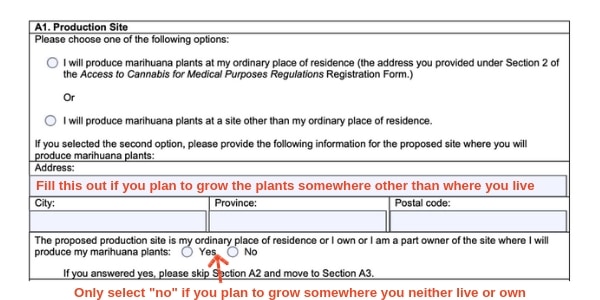 A1. Production Site
Please choose one of the following options:
I will produce marihuana plants at my ordinary place of residence (the address you provided under Section 2 of
the Access to Cannabis for Medical Purposes Regulations Registration Form.)
Or
I will produce marihuana plants at a site other than my ordinary place of residence.
If you selected the second option, please provide the following information for the proposed site where you will
produce marihuana plants:
Address:
Fill this out if you plan to grow the plants somewhere other than where you live
City: Province: Postal code:
The proposed production site is my ordinary place of residence or I own or I am a part owner of the site where I will
produce my marihuana plants: Yes No
If you answered yes, please skip Section A2 and move to Section A3.
Only select "no" if you plan to grow somewhere you neither live or own